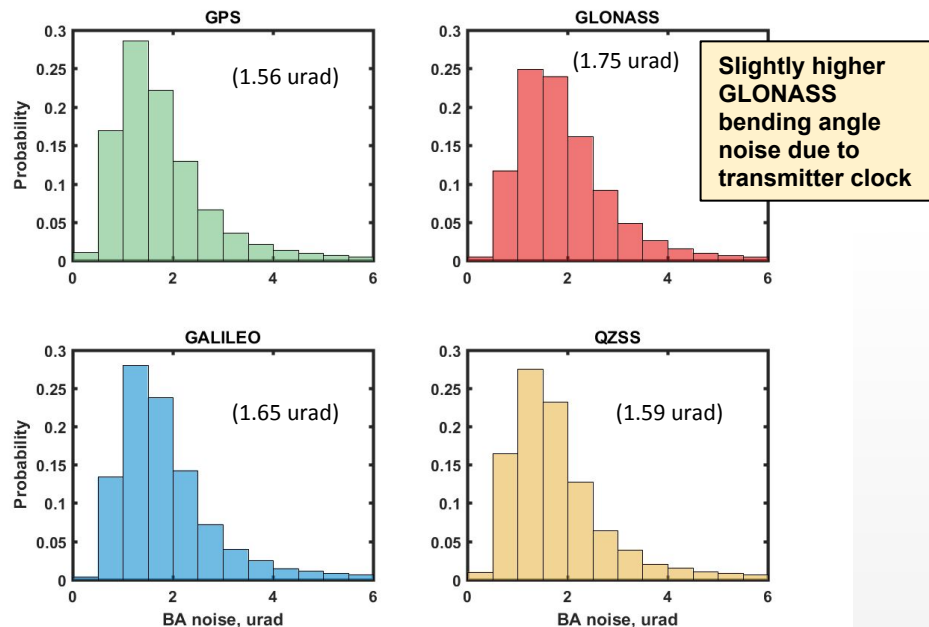 GPS
0.3
0.25
0.2
0.15
0.1
0.05
0
Probability
(1.56 urad)
0 2 4 6
GLONASS
0.3
0.25
0.2
0.15
0.1
0.05
0
(1.75 urad)
0 2 4 6
Slightly higher
GLONASS
bending angle
noise due to
transmitter clock
GALILEO
0.3
0.25
0.2
0.15
0.1
0.05
0
Probability
(1.65 urad)
0 2 4 6
BA noise, urad
QZSS
0.3
0.25
0.2
0.15
0.1
0.05
0
(1.59 urad)
0 2 4 6
BA noise, urad